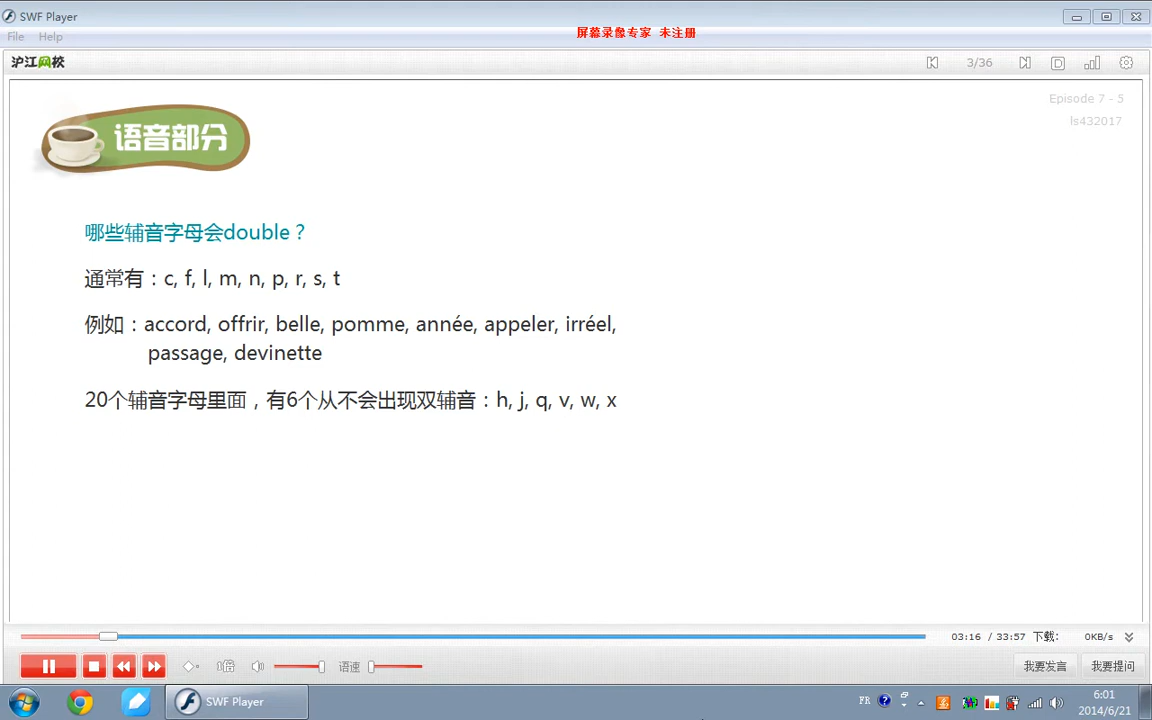 SWF Player
File Help
屏幕录像专家 未注册
沪江网校
3/36
Episode 7 - 5
ls432017
语音部分
哪些辅音字母会double？
通常有：c, f, l, m, n, p, r, s, t
例如：accord, offrir, belle, pomme, année, appeler, irréel,
passage, devinette
20个辅音字母里面，有6个从不会出现双辅音：h, j, q, v, w, x
03:16 / 33:57 下载: 0KB/s
1倍
语速
我要发言 我要提问
SWF Player
FR
6:01
2014/6/21